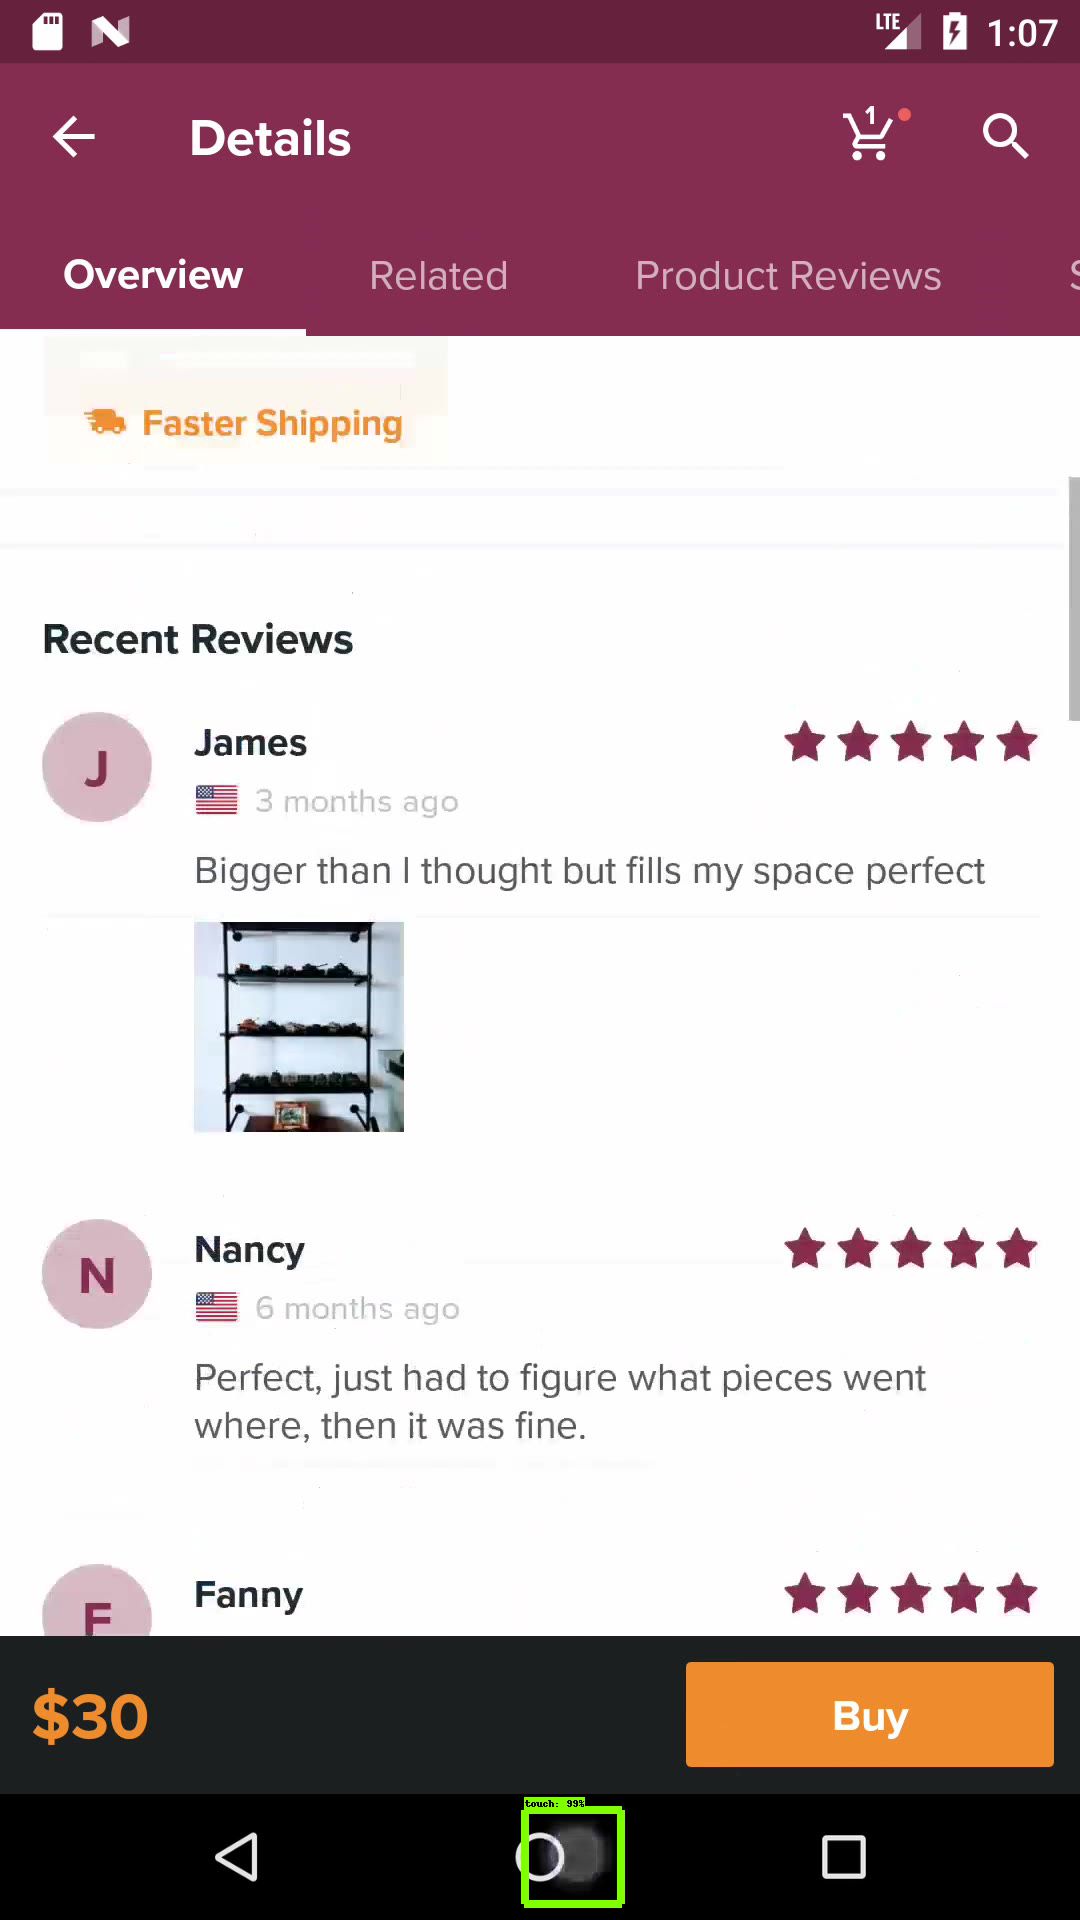 LTE 1:07
Details 1
Overview Related Product Reviews S
Faster Shipping
Recent Reviews
J James
3 months ago
Bigger than I thought but fills my space perfect
N Nancy
6 months ago
Perfect, just had to figure what pieces went
where, then it was fine.
F Fanny
$30 Buy
touch: 99%